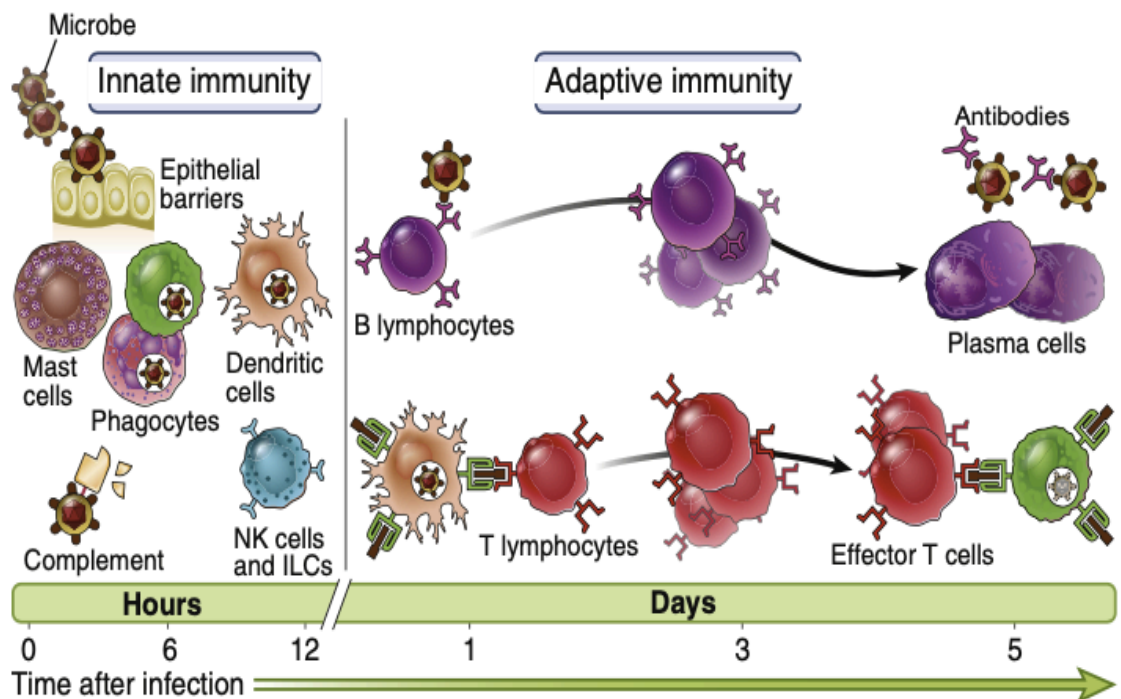 Microbe
Innate immunity
Adaptive immunity
Antibodies
Epithelial
barriers
B lymphocytes
Plasma cells
Mast
cells
Phagocytes
Dendritic
cells
Complement
NK cells
and ILCs
T lymphocytes
Effector T cells
Hours
Days
0 6 12 1 3 5
Time after infection